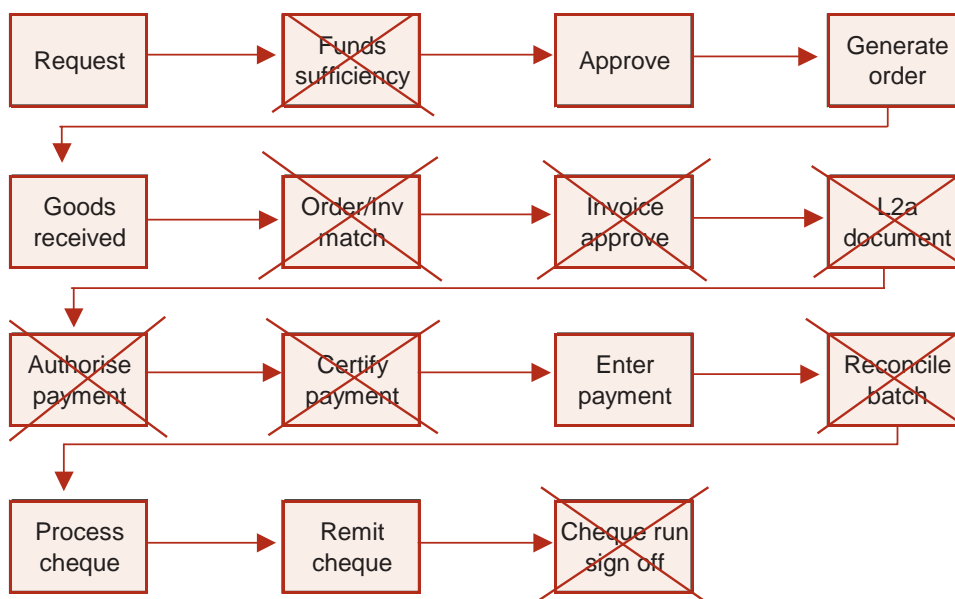 Request
Funds
sufficiency
Approve
Generate
order
Goods
received
Order/Inv
match
Invoice
approve
L2a
document
Authorise
payment
Certify
payment
Enter
payment
Reconcile
batch
Process
cheque
Remit
cheque
Cheque run
sign off